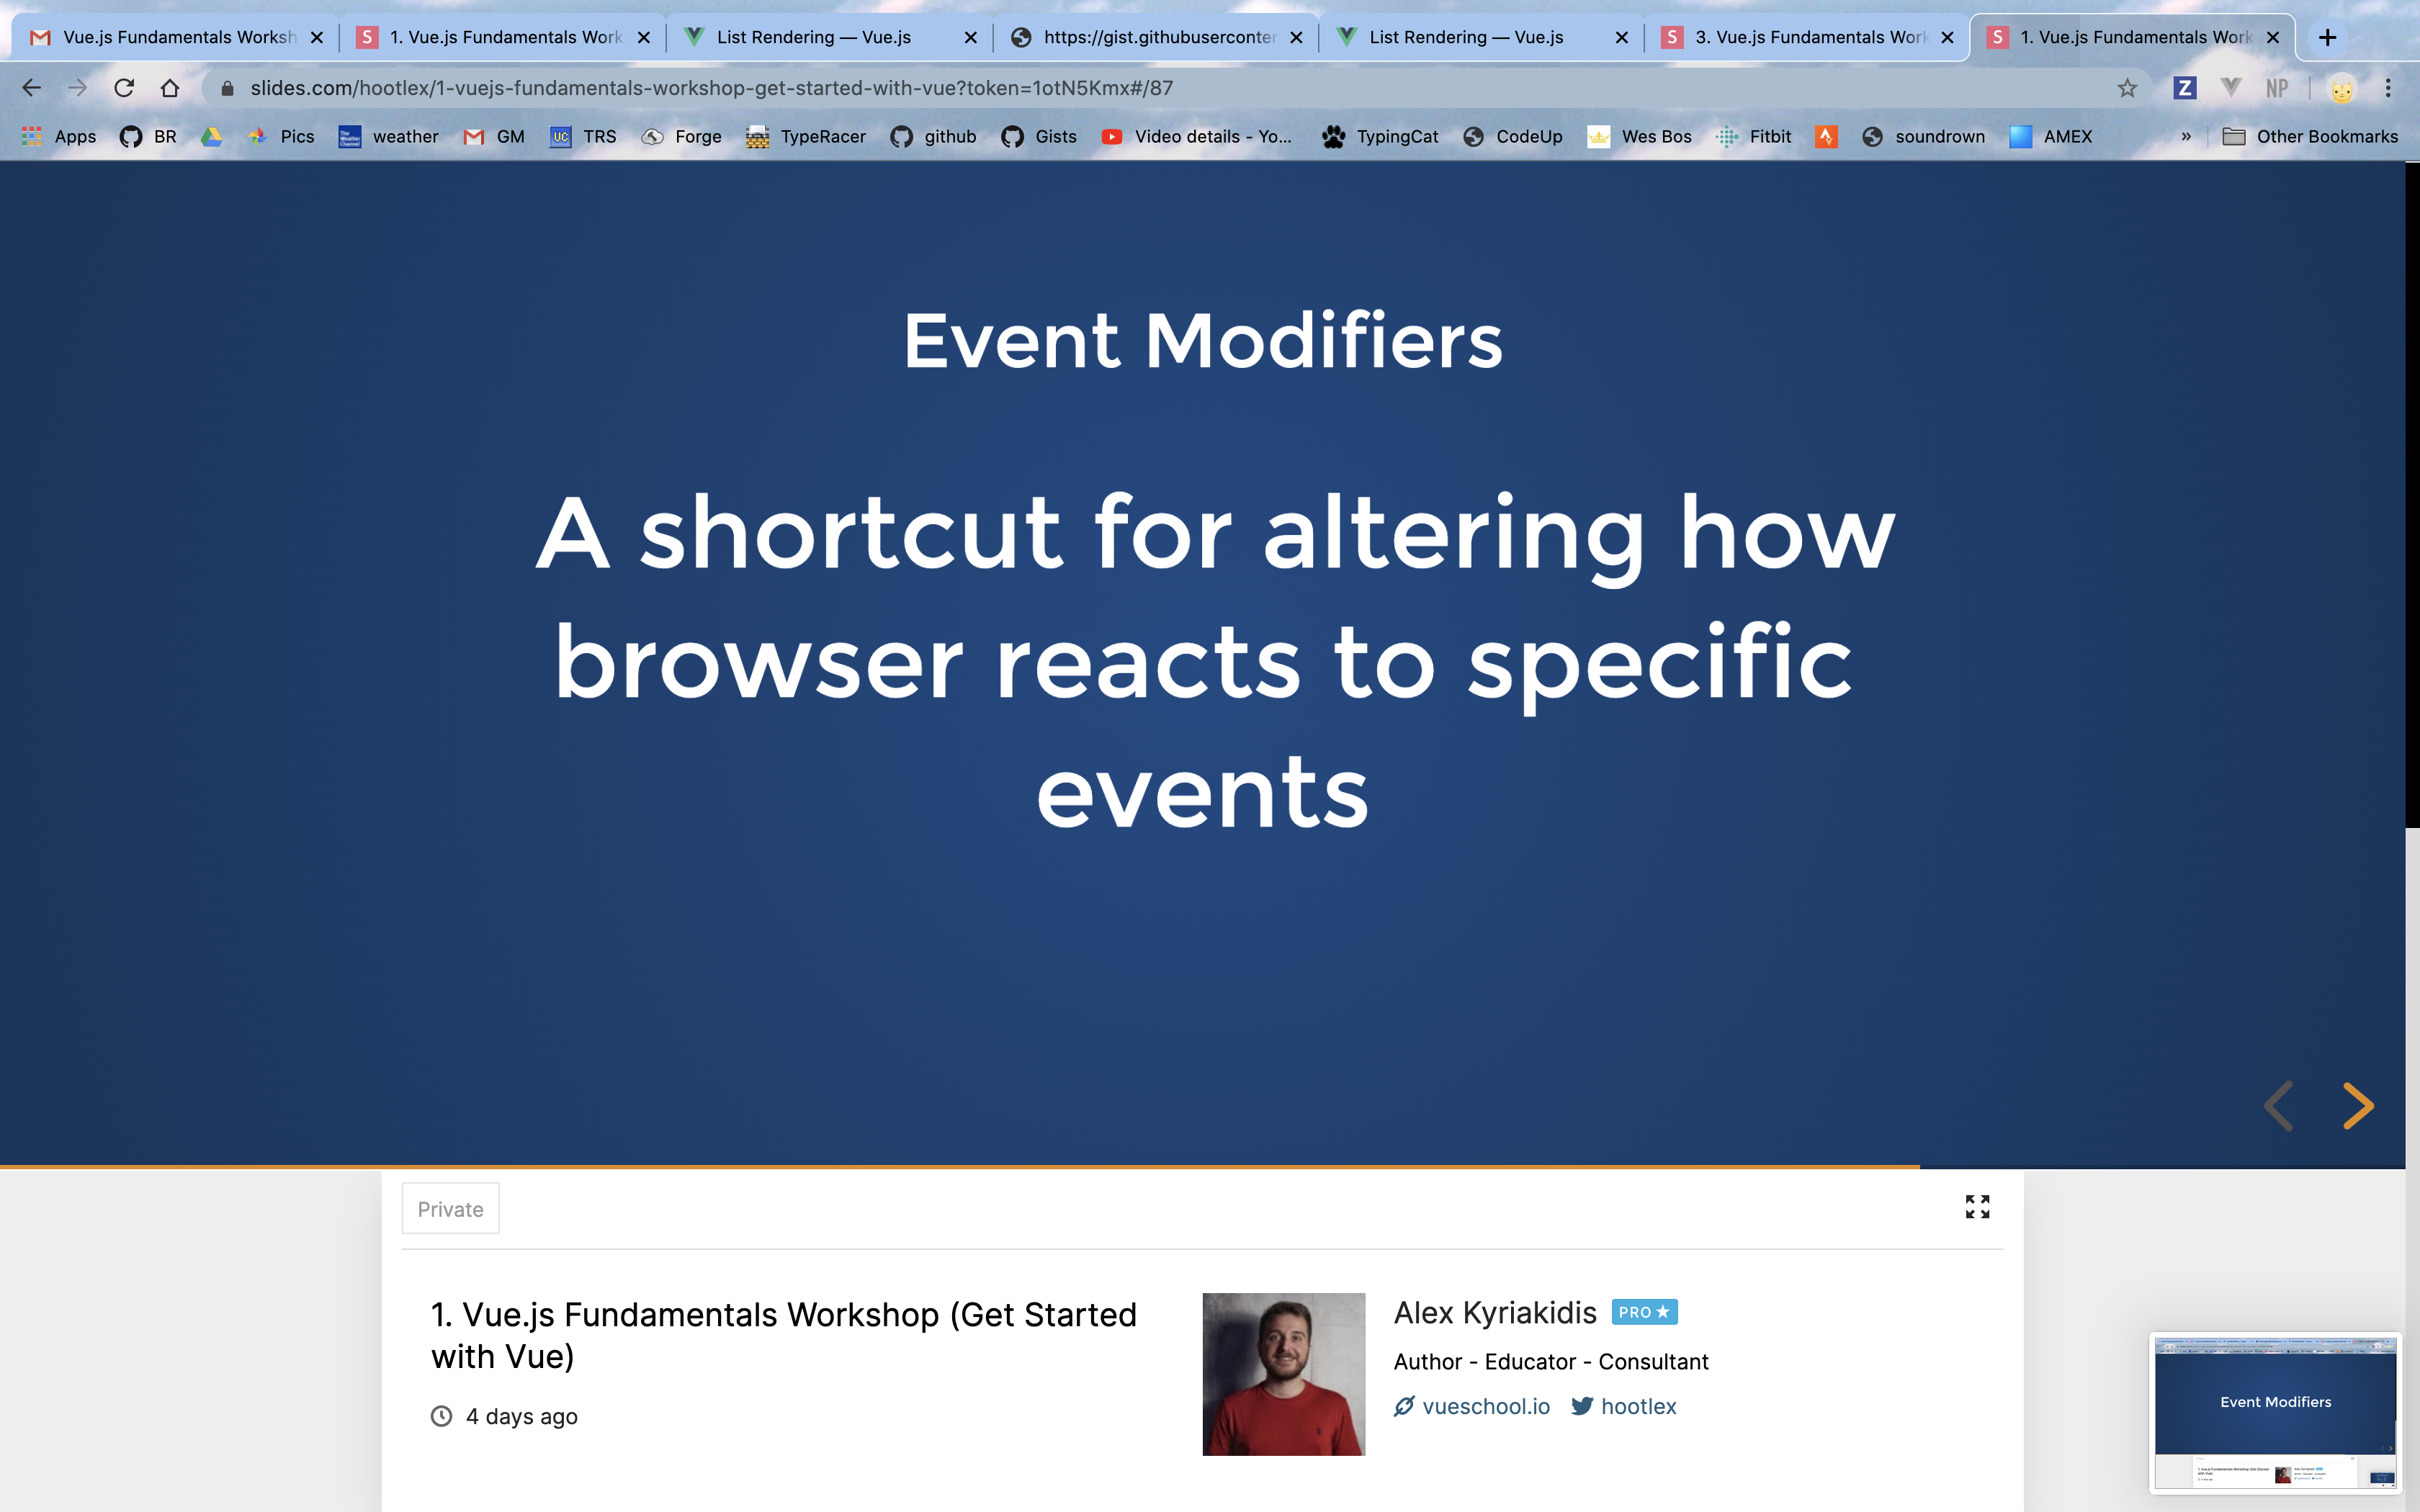 Vue.js Fundamentals Worksh
1. Vue.js Fundamentals Work
List Rendering — Vue.js
https://gist.githubuserconter
List Rendering — Vue.js
3. Vue.js Fundamentals Work
1. Vue.js Fundamentals Work
slides.com/hootlex/1-vuejs-fundamentals-workshop-get-started-with-vue?token=1otN5Kmx#/87
Z
NP
Apps
BR
Pics
weather
GM
UC
TRS
Forge
TypeRacer
github
Gists
Video details - Yo...
TypingCat
CodeUp
Wes Bos
Fitbit
soundrown
AMEX
»
Other Bookmarks
Event Modifiers
A shortcut for altering how
browser reacts to specific
events
Private
1. Vue.js Fundamentals Workshop (Get Started
with Vue)
4 days ago
Alex Kyriakidis PRO
Author - Educator - Consultant
vueschool.io hootlex
Event Modifiers